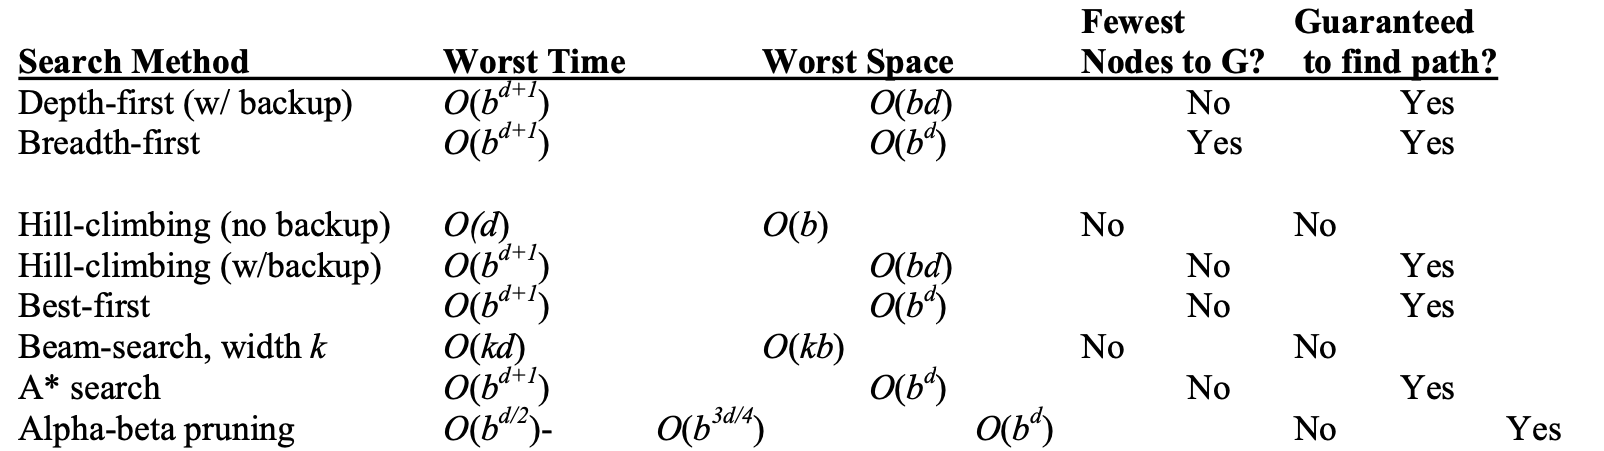 Fewest Guaranteed
Search Method Worst Time Worst Space Nodes to G? to find path?
Depth-first (w/ backup) O(b^{d+1}) O(bd) No Yes
Breadth-first O(b^{d+1}) O(b^d) Yes Yes
Hill-climbing (no backup) O(d) O(b) No No
Hill-climbing (w/backup) O(b^{d+1}) O(bd) No Yes
Best-first O(b^{d+1}) O(b^d) No Yes
Beam-search, width k O(kd) O(kb) No No
A* search O(b^{d+1}) O(b^d) No Yes
Alpha-beta pruning O(b^{d/2})- O(b^{3d/4}) O(b^d) No Yes